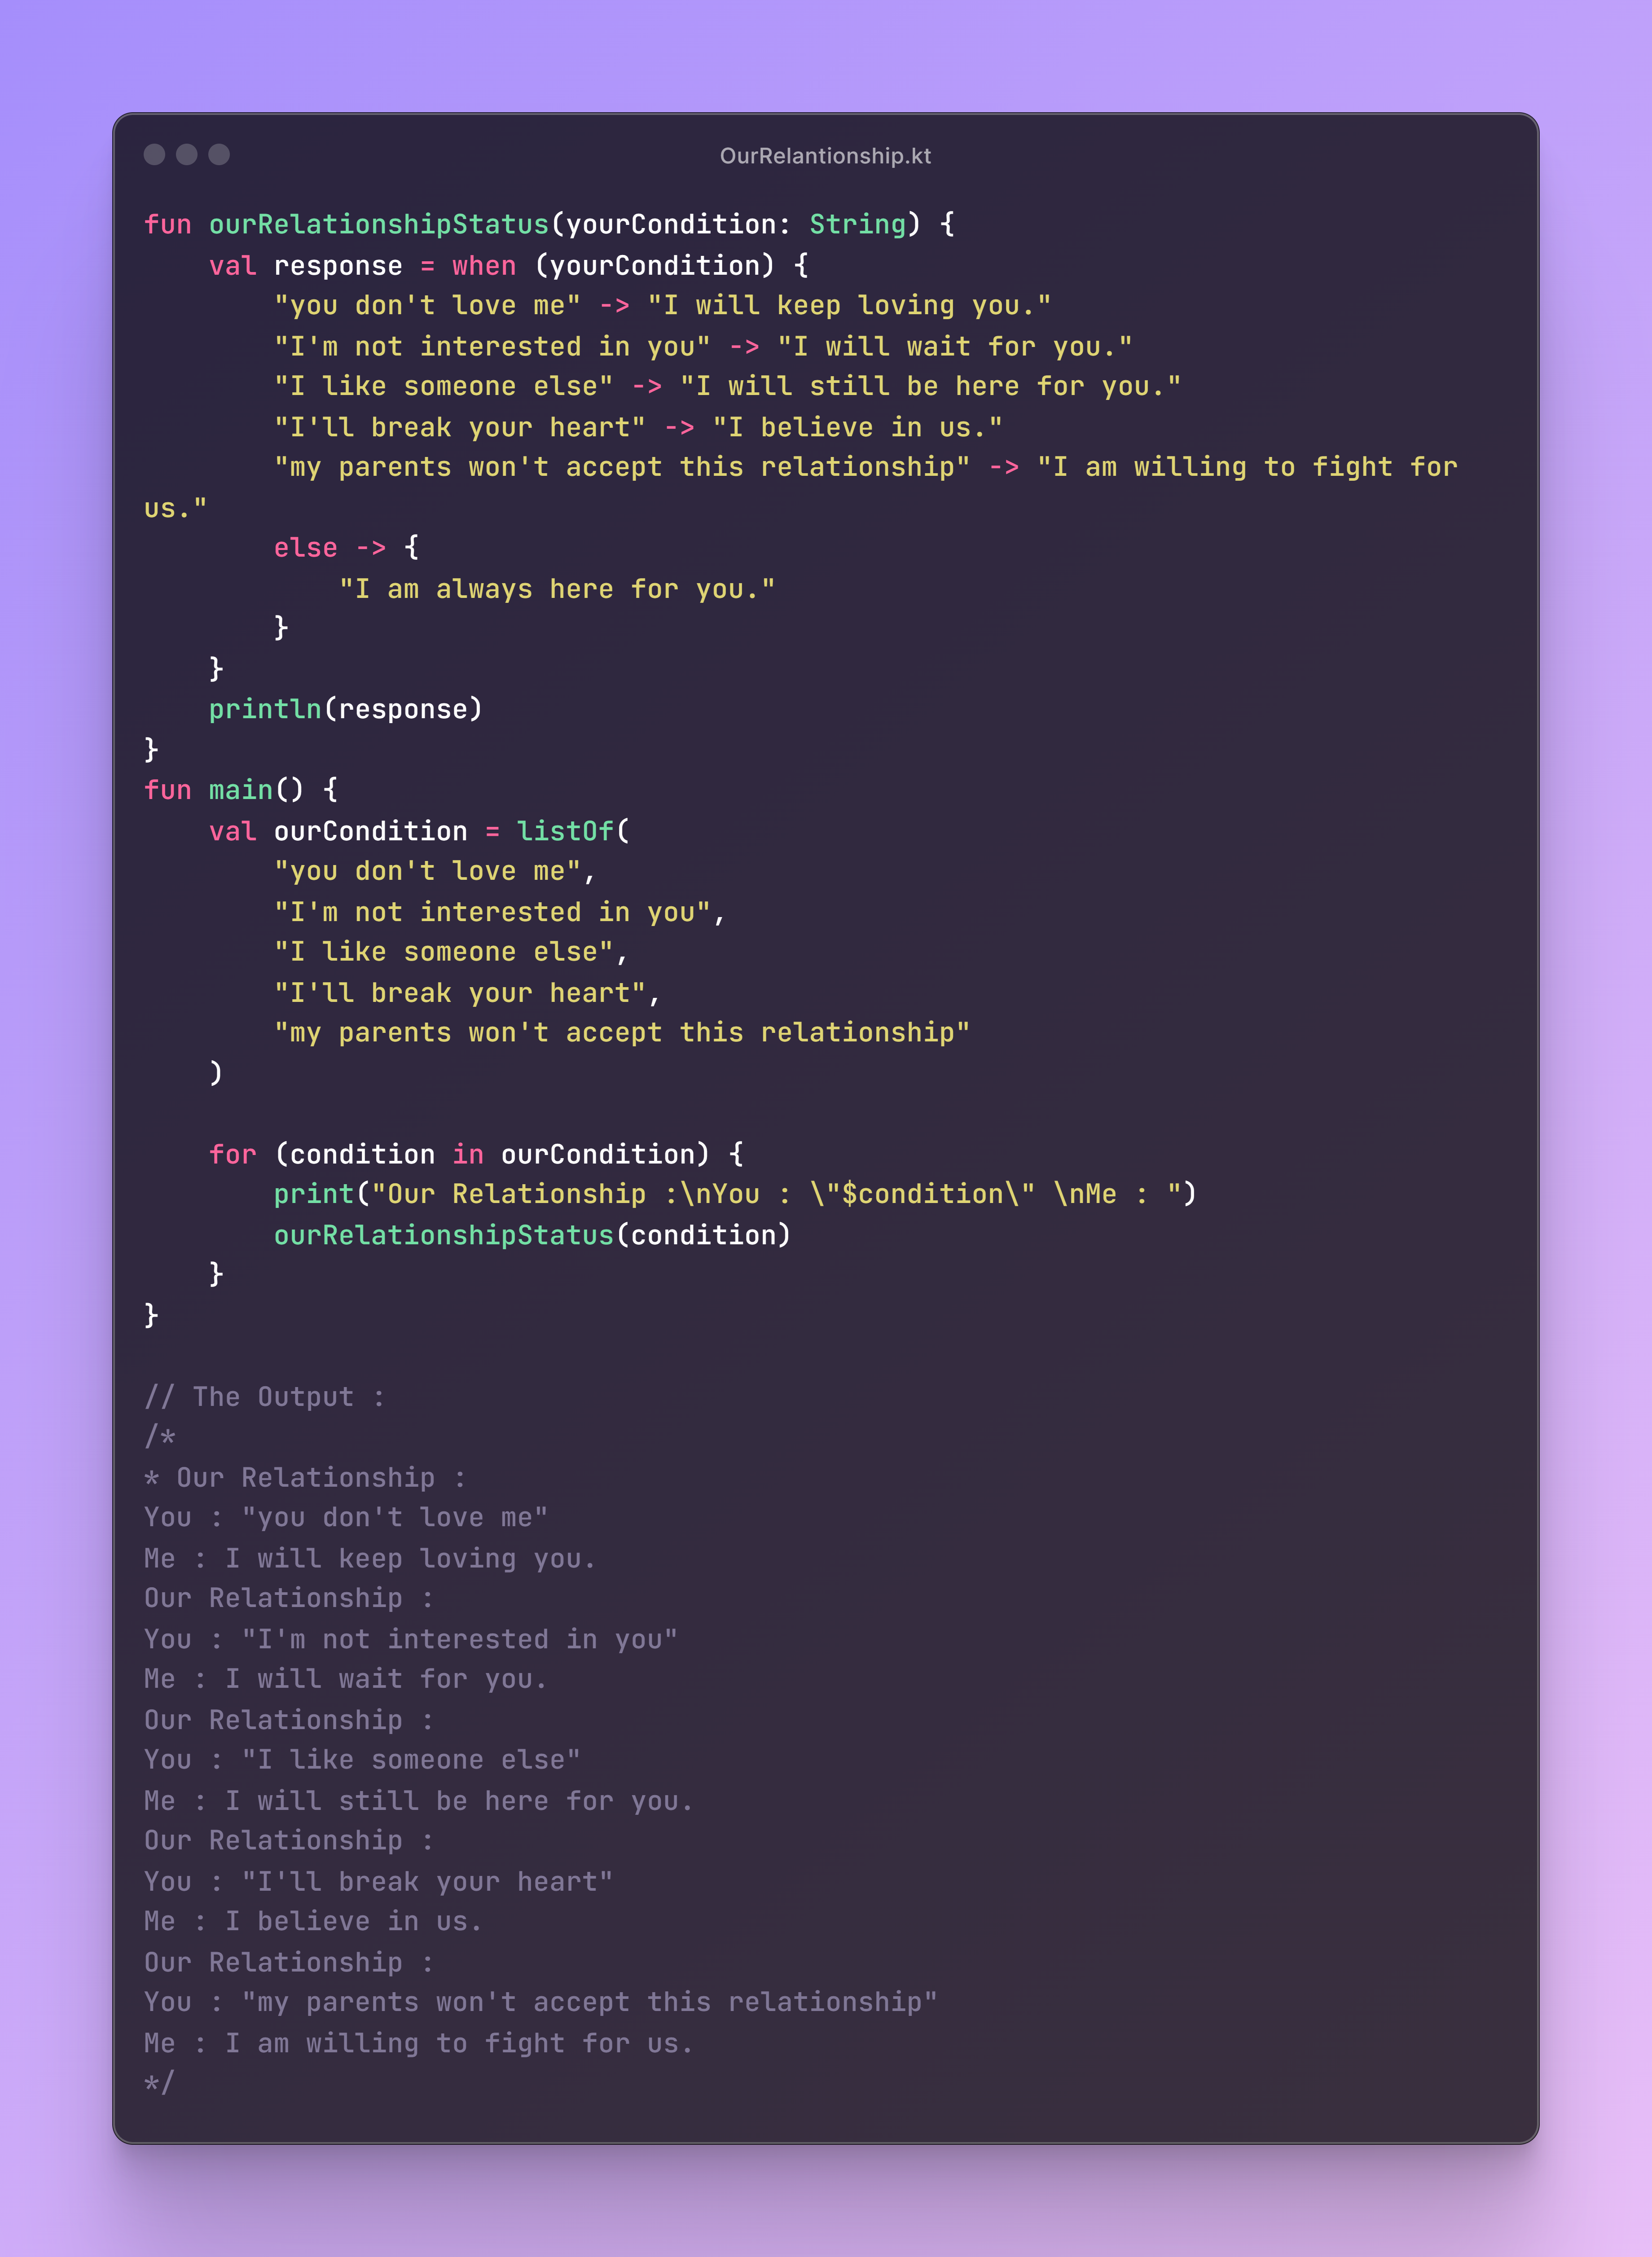 OurRelantionship.kt
fun ourRelationshipStatus(yourCondition: String) {
    val response = when (yourCondition) {
        "you don't love me" -> "I will keep loving you."
        "I'm not interested in you" -> "I will wait for you."
        "I like someone else" -> "I will still be here for you."
        "I'll break your heart" -> "I believe in us."
        "my parents won't accept this relationship" -> "I am willing to fight for
us."
        else -> {
            "I am always here for you."
        }
    }
    println(response)
}
fun main() {
    val ourCondition = listOf(
        "you don't love me",
        "I'm not interested in you",
        "I like someone else",
        "I'll break your heart",
        "my parents won't accept this relationship"
    )

    for (condition in ourCondition) {
        print("Our Relationship :\nYou : \"$condition\" \nMe : ")
        ourRelationshipStatus(condition)
    }
}

// The Output :
/*
* Our Relationship :
You : "you don't love me"
Me : I will keep loving you.
Our Relationship :
You : "I'm not interested in you"
Me : I will wait for you.
Our Relationship :
You : "I like someone else"
Me : I will still be here for you.
Our Relationship :
You : "I'll break your heart"
Me : I believe in us.
Our Relationship :
You : "my parents won't accept this relationship"
Me : I am willing to fight for us.
*/